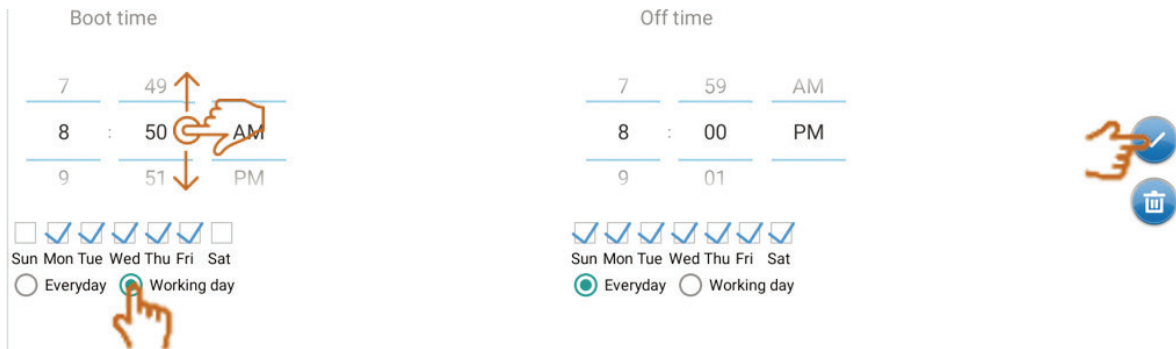 Boot time
Off time
7 49
7 59 AM
8 : 50 AM
8 : 00 PM
9 51 PM
9 01
Sun Mon Tue Wed Thu Fri Sat
Sun Mon Tue Wed Thu Fri Sat
Everyday Working day
Everyday Working day